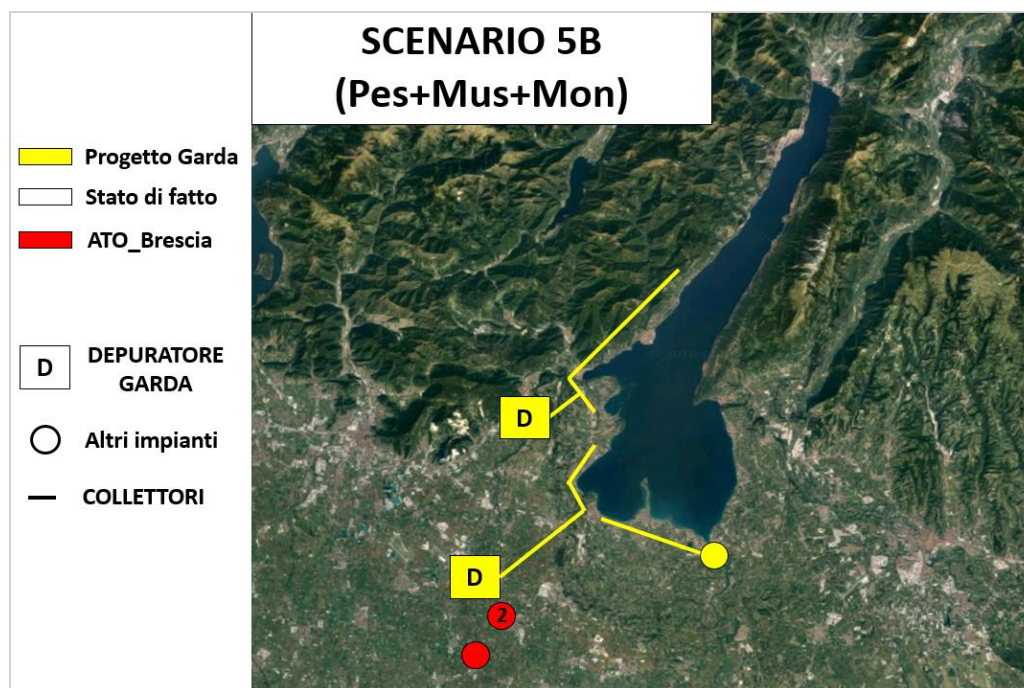 SCENARIO 5B
(Pes+Mus+Mon)
Progetto Garda
Stato di fatto
ATO_Brescia
D
DEPURATORE
GARDA
Altri impianti
COLLETTORI
D
D
2